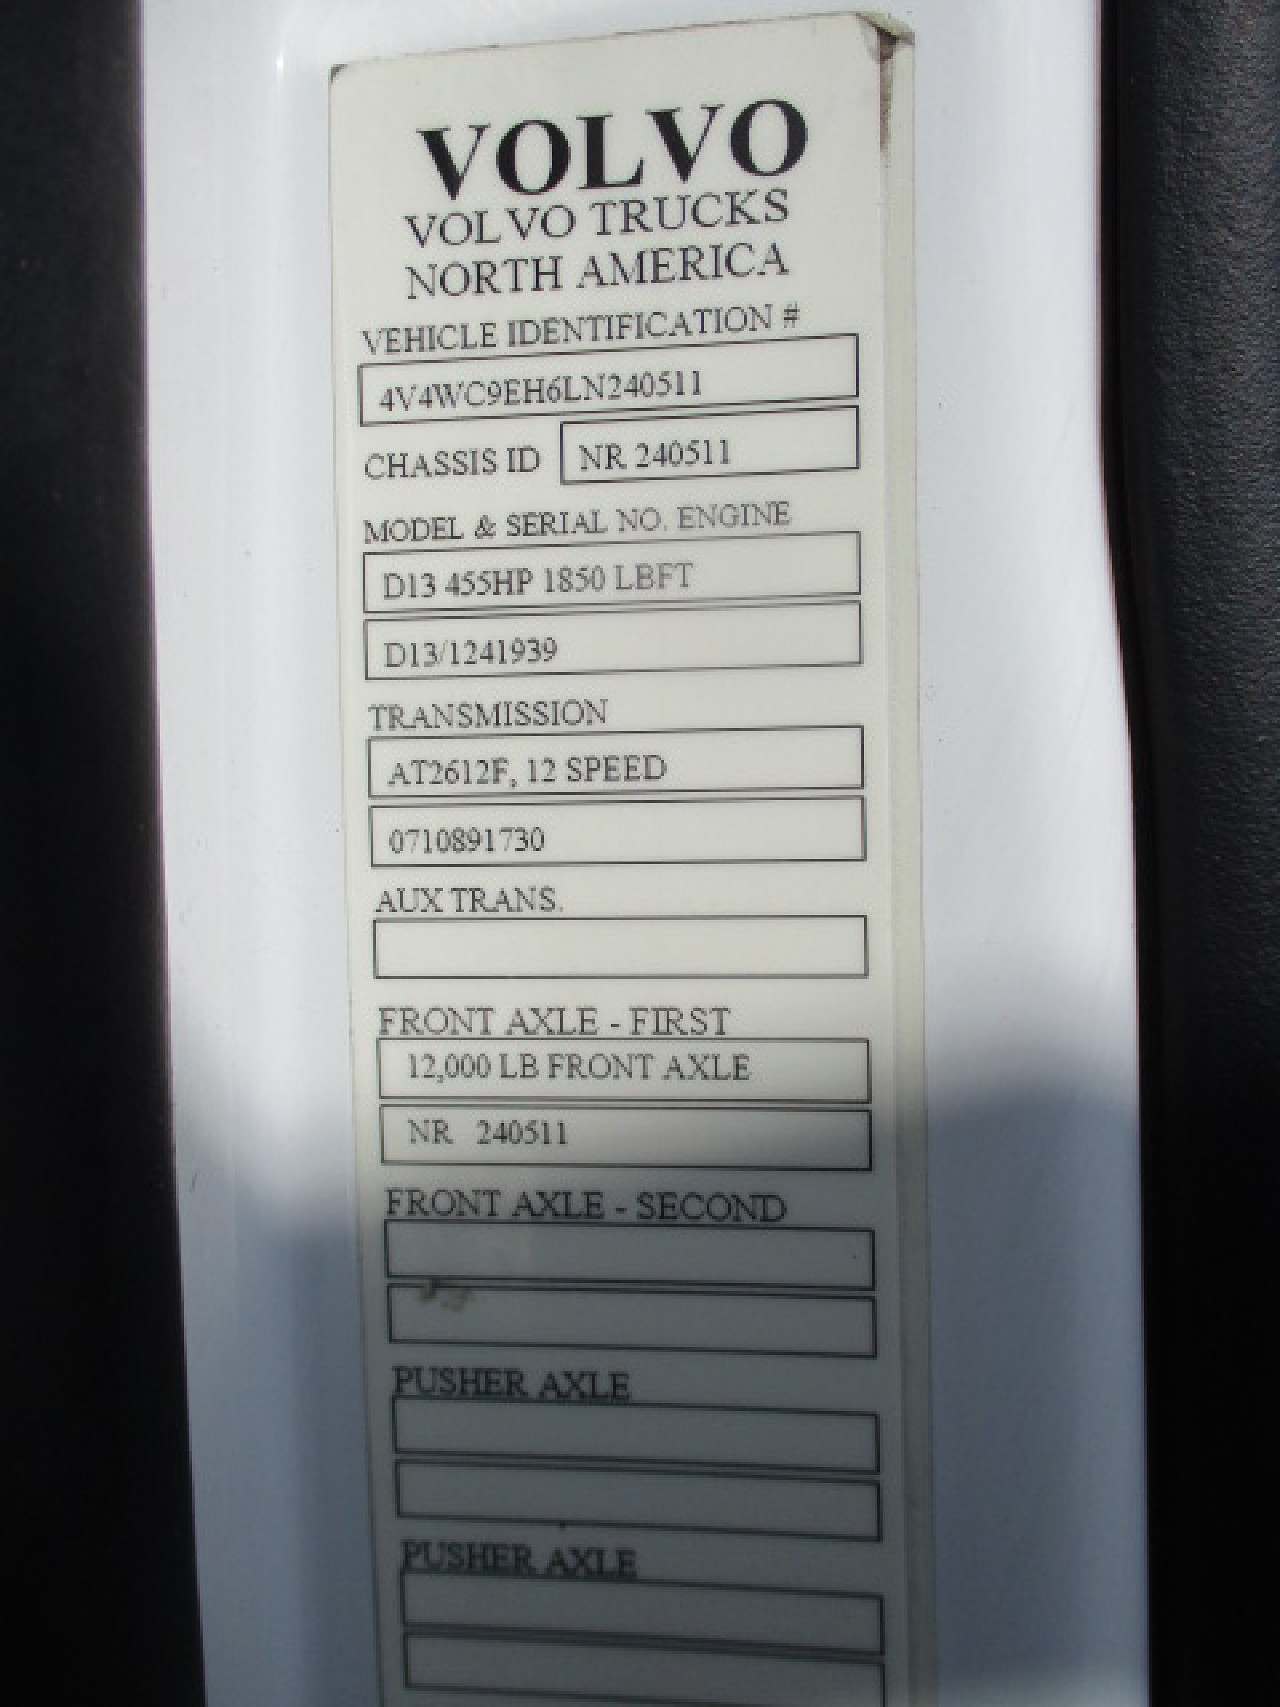 VOLVO
VOLVO TRUCKS
NORTH AMERICA
VEHICLE IDENTIFICATION #
4V4WC9EH6LN240511
CHASSIS ID NR 240511
MODEL & SERIAL NO. ENGINE
D13 455HP 1850 LBFT
D13/1241939
TRANSMISSION
AT2612F, 12 SPEED
0710891730
AUX TRANS.
FRONT AXLE - FIRST
12,000 LB FRONT AXLE
NR 240511
FRONT AXLE - SECOND
PUSHER AXLE
PUSHER AXLE